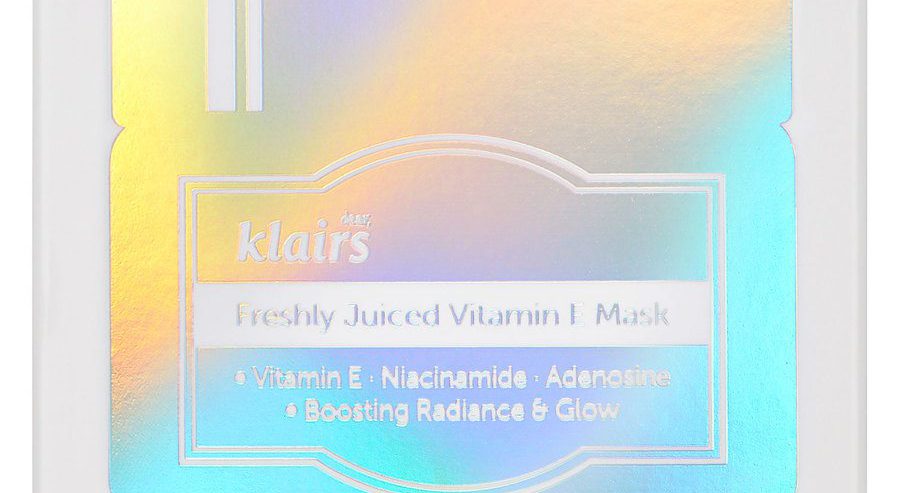 dear,
klairs
Freshly Juiced Vitamin E Mask
• Vitamin E · Niacinamide · Adenosine
• Boosting Radiance & Glow